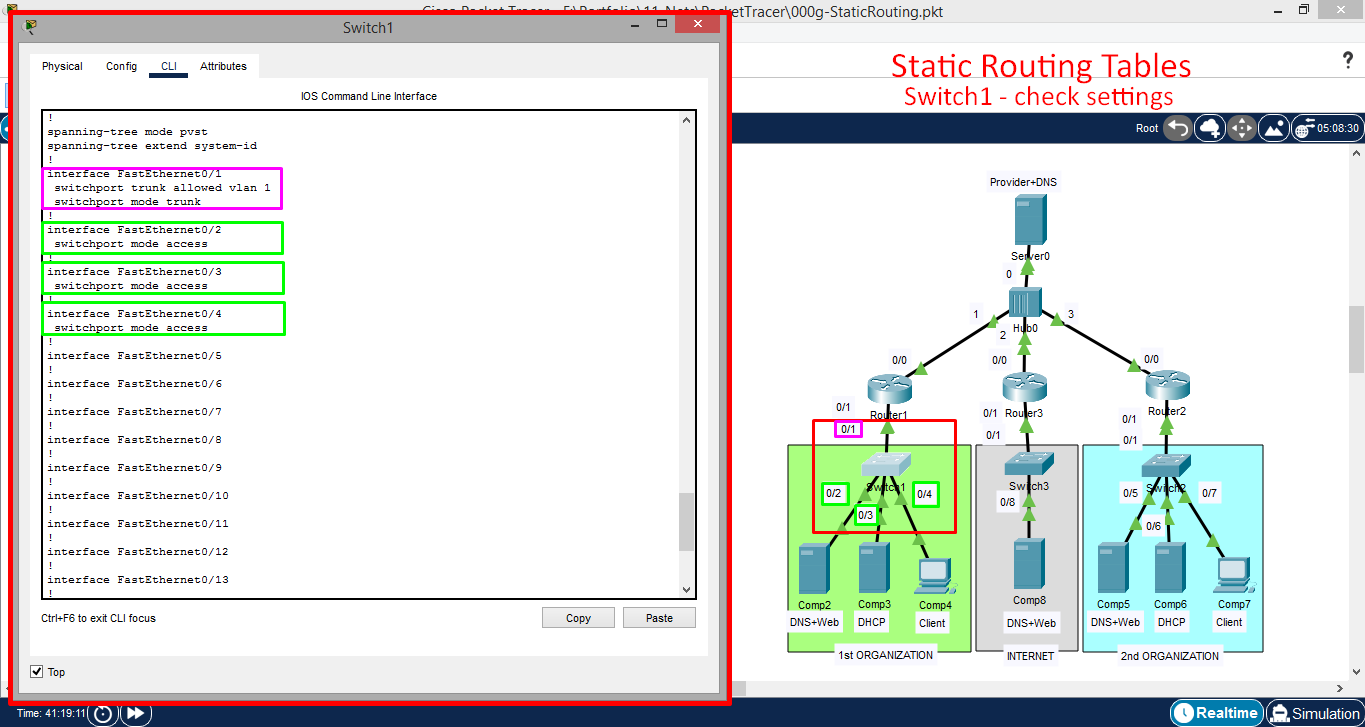 Cisco Packet Tracer - F:\Portfolio\11-Nets\PacketTracer\000g-StaticRouting.pkt
Switch1
Physical Config CLI Attributes
IOS Command Line Interface
!
spanning-tree mode pvst
spanning-tree extend system-id
!
interface FastEthernet0/1
switchport trunk allowed vlan 1
switchport mode trunk
!
interface FastEthernet0/2
switchport mode access
!
interface FastEthernet0/3
switchport mode access
!
interface FastEthernet0/4
switchport mode access
!
interface FastEthernet0/5
!
interface FastEthernet0/6
!
interface FastEthernet0/7
!
interface FastEthernet0/8
!
interface FastEthernet0/9
!
interface FastEthernet0/10
!
interface FastEthernet0/11
!
interface FastEthernet0/12
!
interface FastEthernet0/13
!
Ctrl+F6 to exit CLI focus
Copy Paste
Top
Static Routing Tables
Switch1 - check settings
?
Root 05:08:30
Provider+DNS
Server0
0
1 3
Hub0
2
0/0 0/0 0/0
Router1 Router3 Router2
0/1 0/1 0/1
0/1 0/1 0/1
Switch1 Switch3 Switch2
0/2 0/3 0/4 0/8 0/5 0/6 0/7
Comp2 Comp3 Comp4 Comp8 Comp5 Comp6 Comp7
DNS+Web DHCP Client DNS+Web DNS+Web DHCP Client
1st ORGANIZATION INTERNET 2nd ORGANIZATION
Time: 41:19:11 Realtime Simulation